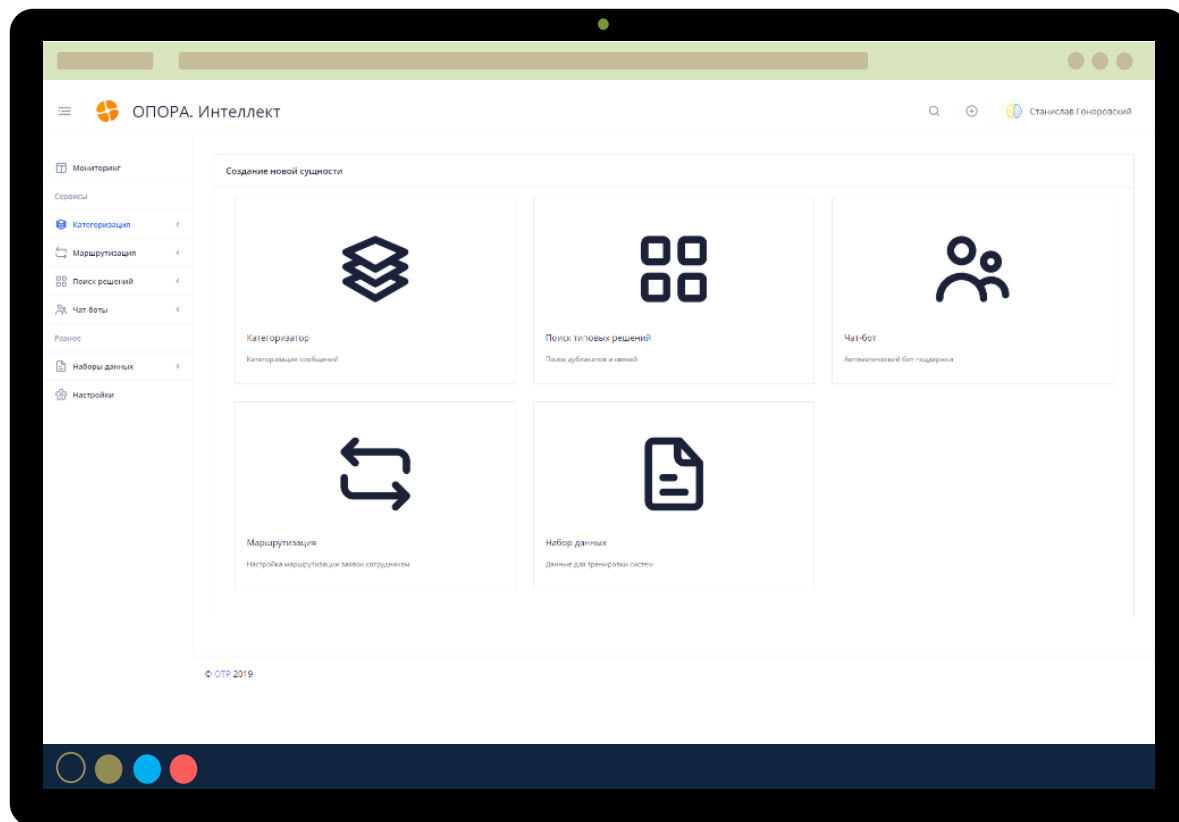 ОПОРА. Интеллект
Станислав Гоноровский
Мониторинг
Сервисы
Категоризация
Маршрутизация
Поиск решений
Чат-боты
Разное
Наборы данных
Настройки
Создание новой сущности
Категоризатор
Категоризация сообщений
Поиск типовых решений
Поиск дубликатов и связей
Чат-бот
Автоматический бот поддержки
Маршрутизация
Настройка маршрутизации заявок сотрудникам
Набор данных
Данные для тренировки систем
© ОТР 2019